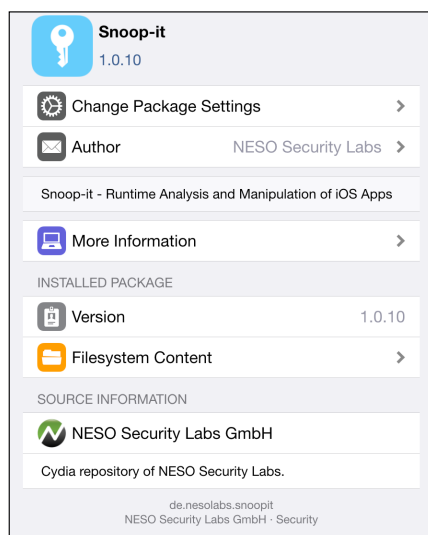 Snoop-it
1.0.10
Change Package Settings
Author NESO Security Labs
Snoop-it - Runtime Analysis and Manipulation of iOS Apps
More Information
INSTALLED PACKAGE
Version 1.0.10
Filesystem Content
SOURCE INFORMATION
NESO Security Labs GmbH
Cydia repository of NESO Security Labs.
de.nesolabs.snoopit
NESO Security Labs GmbH · Security